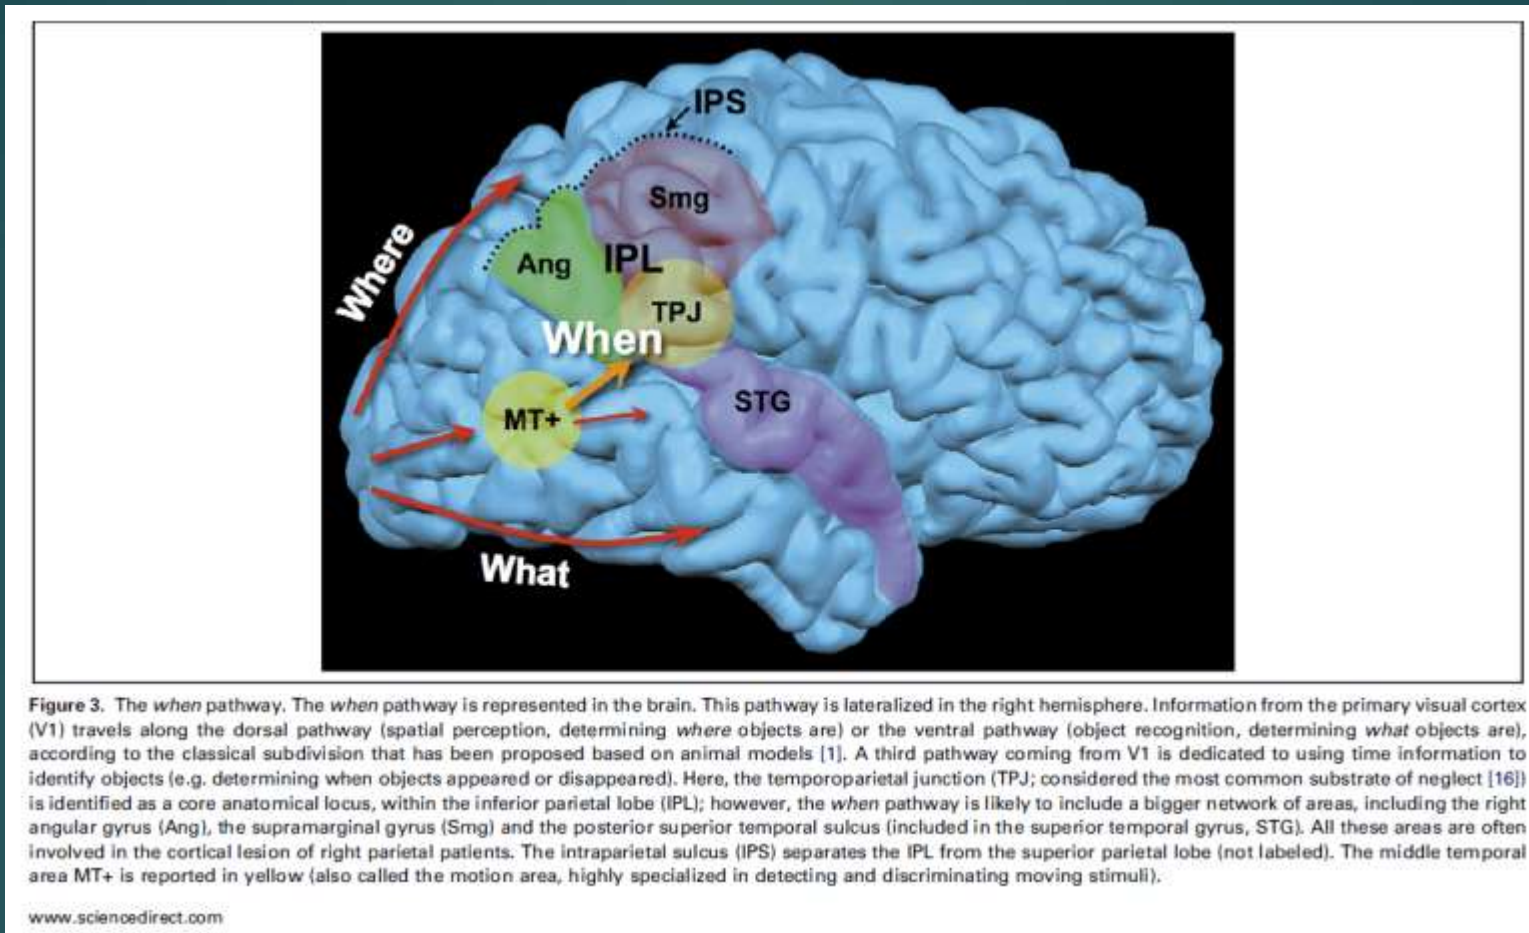 IPS
Smg
Where
Ang IPL
TPJ
When
STG
MT+
What
Figure 3. The when pathway. The when pathway is represented in the brain. This pathway is lateralized in the right hemisphere. Information from the primary visual cortex
(V1) travels along the dorsal pathway (spatial perception, determining where objects are) or the ventral pathway (object recognition, determining what objects are),
according to the classical subdivision that has been proposed based on animal models [1]. A third pathway coming from V1 is dedicated to using time information to
identify objects (e.g. determining when objects appeared or disappeared). Here, the temporoparietal junction (TPJ; considered the most common substrate of neglect [16])
is identified as a core anatomical locus, within the inferior parietal lobe (IPL); however, the when pathway is likely to include a bigger network of areas, including the right
angular gyrus (Ang), the supramarginal gyrus (Smg) and the posterior superior temporal sulcus (included in the superior temporal gyrus, STG). All these areas are often
involved in the cortical lesion of right parietal patients. The intraparietal sulcus (IPS) separates the IPL from the superior parietal lobe (not labeled). The middle temporal
area MT+ is reported in yellow (also called the motion area, highly specialized in detecting and discriminating moving stimuli).
www.sciencedirect.com